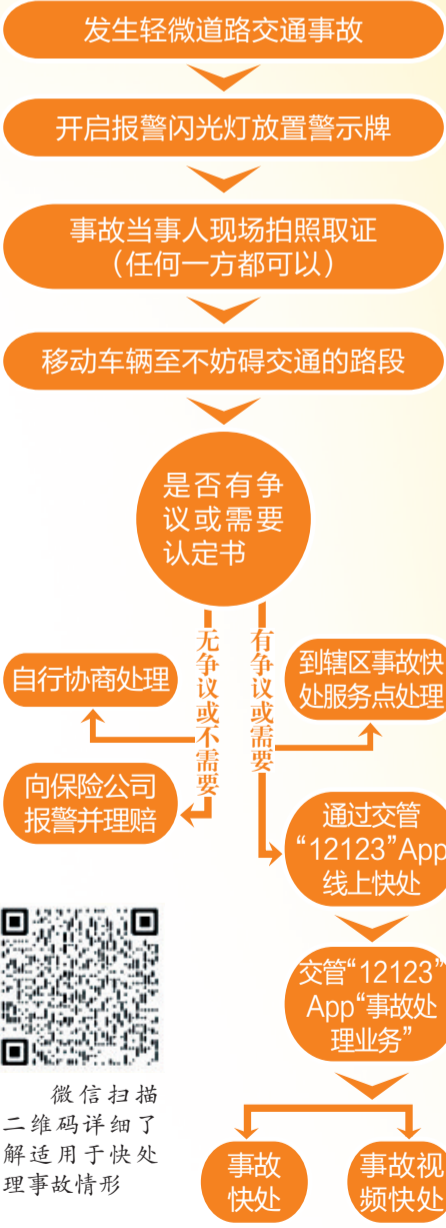 发生轻微道路交通事故
开启报警闪光灯放置警示牌
事故当事人现场拍照取证
（任何一方都可以）
移动车辆至不妨碍交通的路段
是否有争
议或需要
认定书
无争议或不需要
有争议或需要
自行协商处理
到辖区事故快
处服务点处理
向保险公司
报警并理赔
通过交管
“12123”App
线上快处
交管“12123”
App“事故处
理业务”
事故
快处
事故视
频快处
微信扫描
二维码详细了
解适用于快处
理事故情形